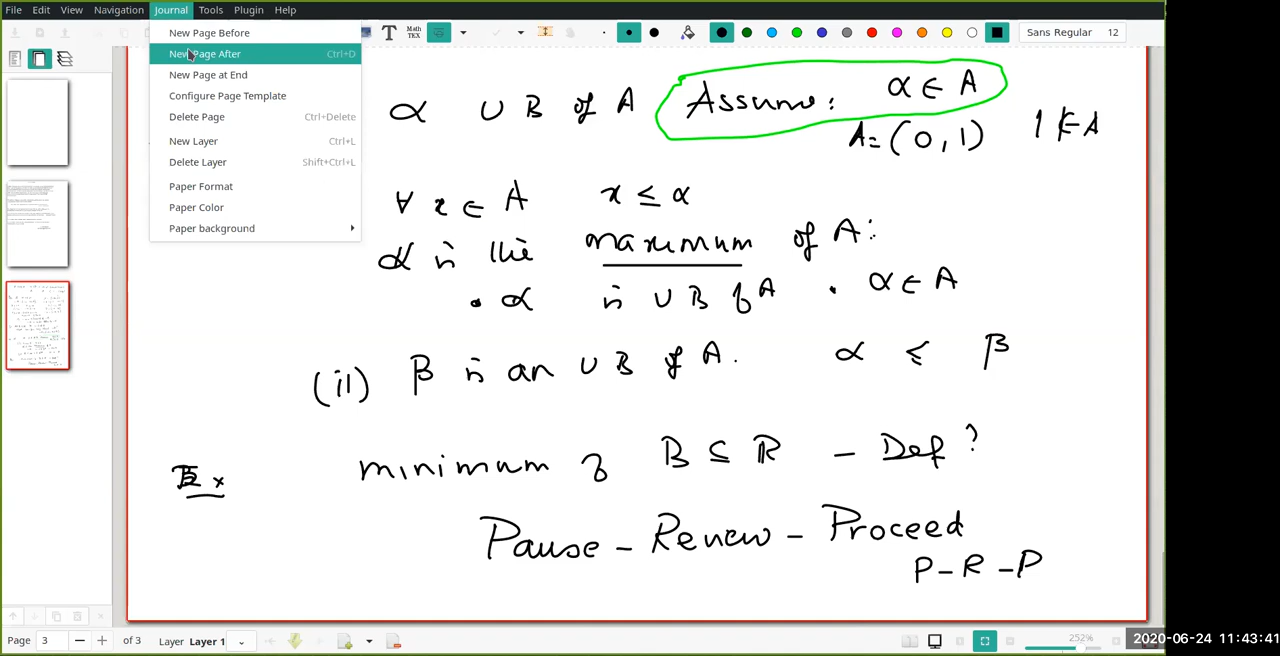 File Edit View Navigation Journal Tools Plugin Help
New Page Before
New Page After Ctrl+D
New Page at End
Configure Page Template
Delete Page Ctrl+Delete
New Layer Ctrl+L
Delete Layer Shift+Ctrl+L
Paper Format
Paper Color
Paper background
T Math TEX Sans Regular 12
α UB of A Assume: α ∈ A
A = (0, 1) 1 ∉ A
∀ x ∈ A x ≤ α
α is the maximum of A:
• α is UB of A • α ∈ A
(ii) β is an UB of A. α ≤ β
Ex minimum of B ⊆ ℝ – Def?
Pause – Review – Proceed
P – R – P
Page 3 of 3 Layer Layer 1 252%
2020-06-24 11:43:41